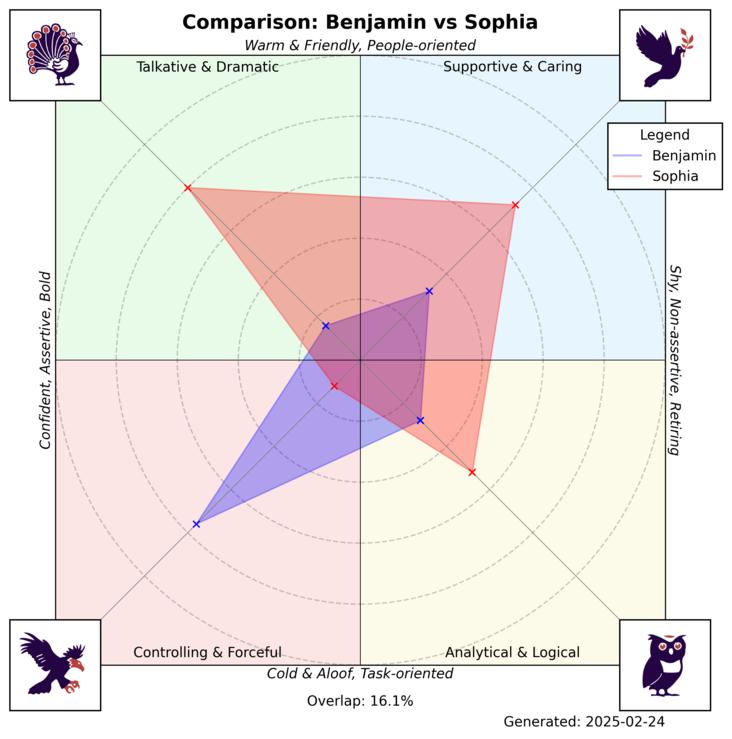 Comparison: Benjamin vs Sophia
Warm & Friendly, People-oriented
Talkative & Dramatic
Supportive & Caring
Legend
Benjamin
Sophia
Confident, Assertive, Bold
Shy, Non-assertive, Retiring
Controlling & Forceful
Analytical & Logical
Cold & Aloof, Task-oriented
Overlap: 16.1%
Generated: 2025-02-24